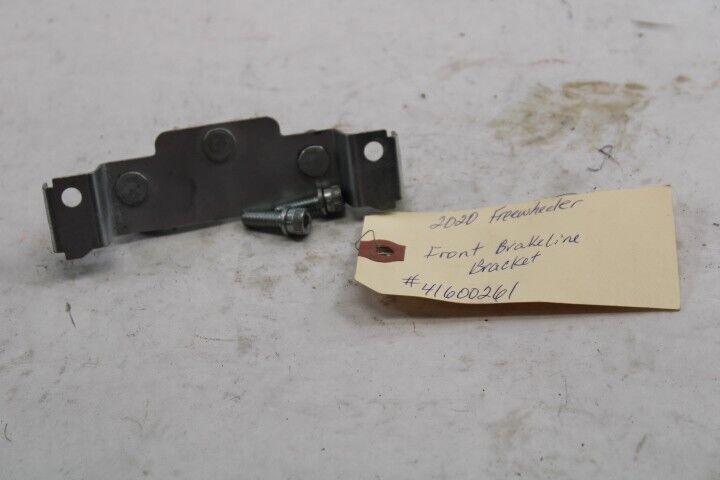 2020 Freewheeler
Front Brakeline
Bracket
#41600261